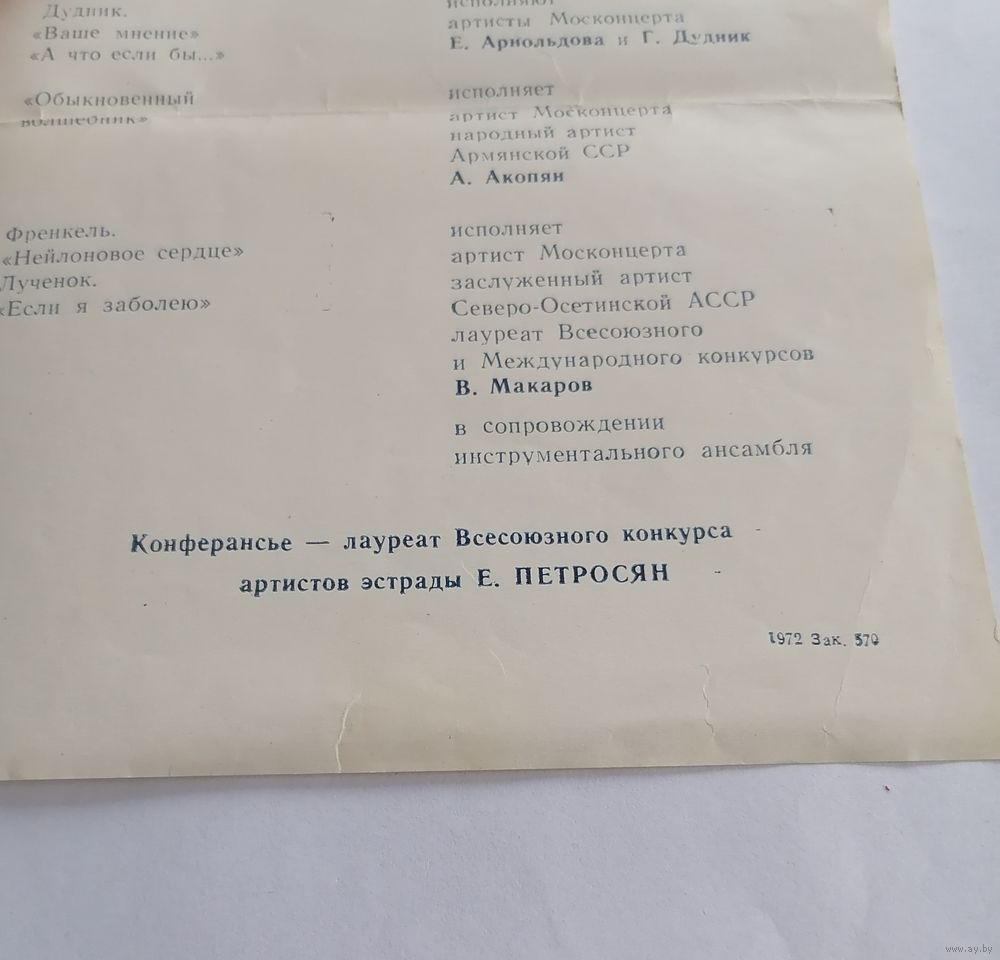 Дудник.
«Ваше мнение»
«А что если бы...»
исполняют
артисты Москонцерта
Е. Арнольдова и Г. Дудник
«Обыкновенный
волшебник»
исполняет
артист Москонцерта
народный артист
Армянской ССР
А. Акопян
Френкель.
«Нейлоновое сердце»
Лученок.
«Если я заболею»
исполняет
артист Москонцерта
заслуженный артист
Северо-Осетинской АССР
лауреат Всесоюзного
и Международного конкурсов
В. Макаров
в сопровождении
инструментального ансамбля
Конферансье — лауреат Всесоюзного конкурса
артистов эстрады Е. ПЕТРОСЯН
1972 Зак. 570
www.ay.by